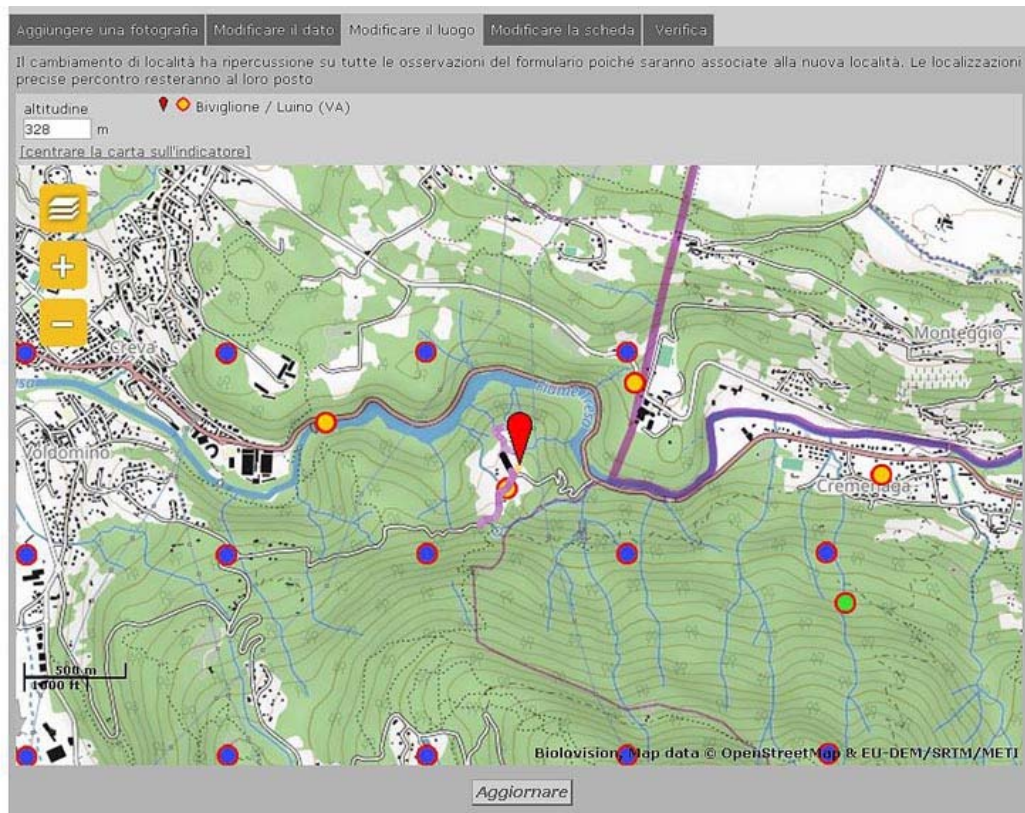 Aggiungere una fotografia Modificare il dato Modificare il luogo Modificare la scheda Verifica
Il cambiamento di località ha ripercussione su tutte le osservazioni del formulario poiché saranno associate alla nuova località. Le localizzazioni
precise percontro resteranno al loro posto
altitudine Biviglione / Luino (VA)
328 m
[centrare la carta sull'indicatore]
+
−
Monteggio
Creva
Voldomino
Cremenaga
500 m
1000 ft
Biolovision, Map data © OpenStreetMap & EU-DEM/SRTM/METI
Aggiornare